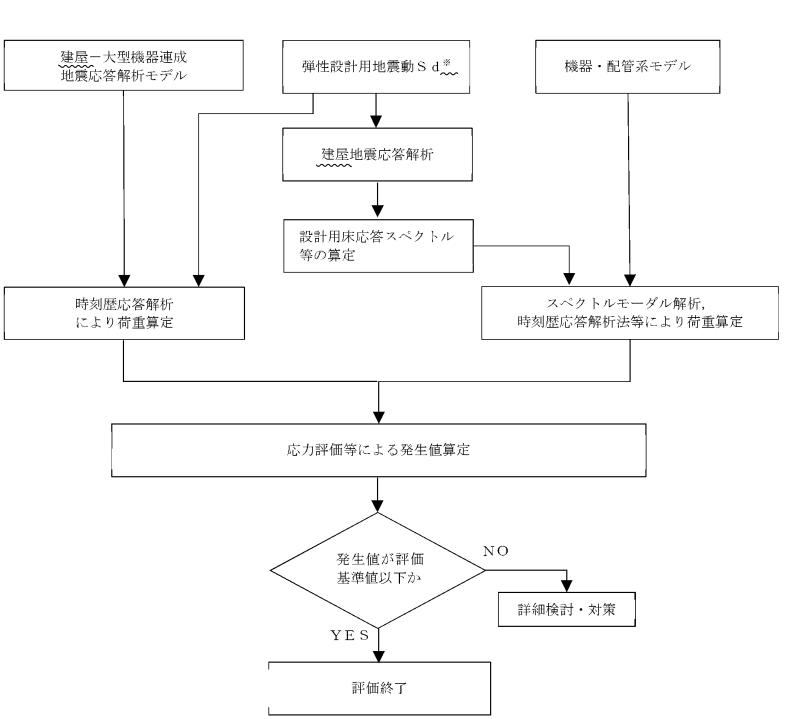 建屋－大型機器連成
地震応答解析モデル
弾性設計用地震動Ｓｄ※
機器・配管系モデル
建屋地震応答解析
設計用床応答スペクトル
等の算定
時刻歴応答解析
により荷重算定
スペクトルモーダル解析，
時刻歴応答解析法等により荷重算定
応力評価等による発生値算定
発生値が評価
基準値以下か
ＮＯ
詳細検討・対策
ＹＥＳ
評価終了